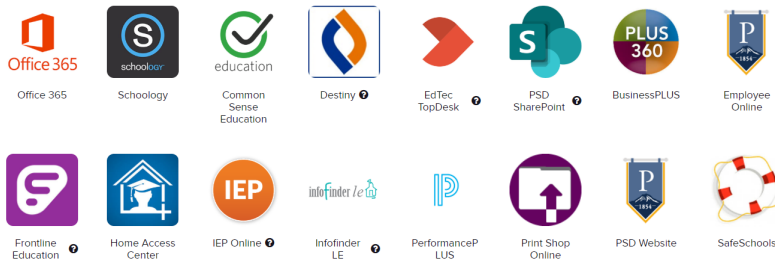 Office 365
S
schoology
education
S
PLUS
360
P
1854
Office 365
Schoology
Common
Sense
Education
Destiny ?
EdTec
TopDesk ?
PSD
SharePoint ?
BusinessPLUS
Employee
Online
F
IEP
infofinder le
P
P
1854
Frontline
Education ?
Home Access
Center
IEP Online ?
Infofinder
LE ?
PerformanceP
LUS
Print Shop
Online
PSD Website
SafeSchools